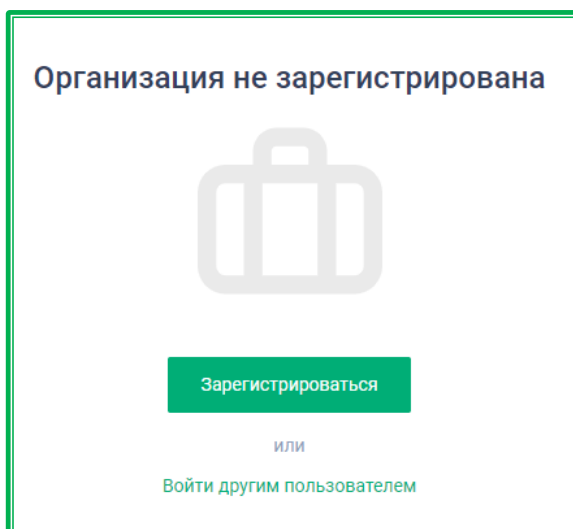 Организация не зарегистрирована
Зарегистрироваться
или
Войти другим пользователем